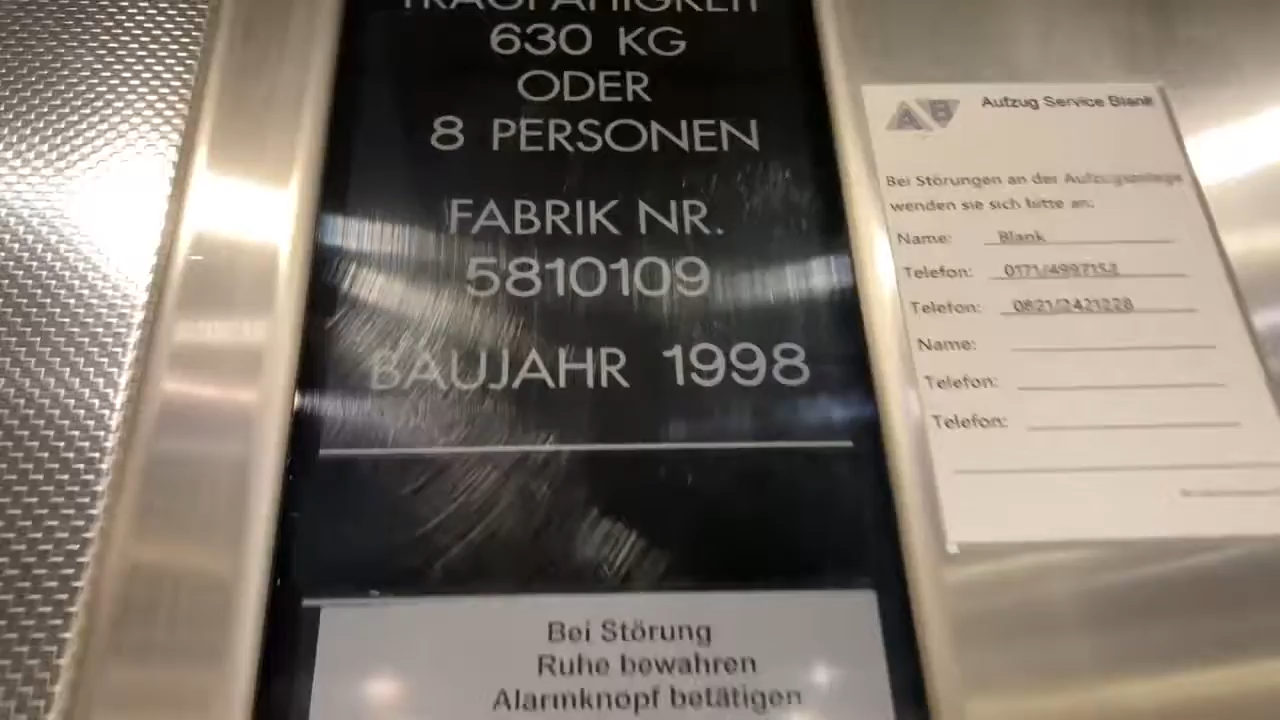 TRAGFÄHIGKEIT
630 KG
ODER
8 PERSONEN
FABRIK NR.
5810109
BAUJAHR 1998
Bei Störung
Ruhe bewahren
Alarmknopf betätigen
AB
Aufzug Service Blank
Bei Störungen an der Aufzugsanlage
wenden sie sich bitte an:
Name: Blank
Telefon:
Telefon: 0821/2421228
Name:
Telefon:
Telefon: